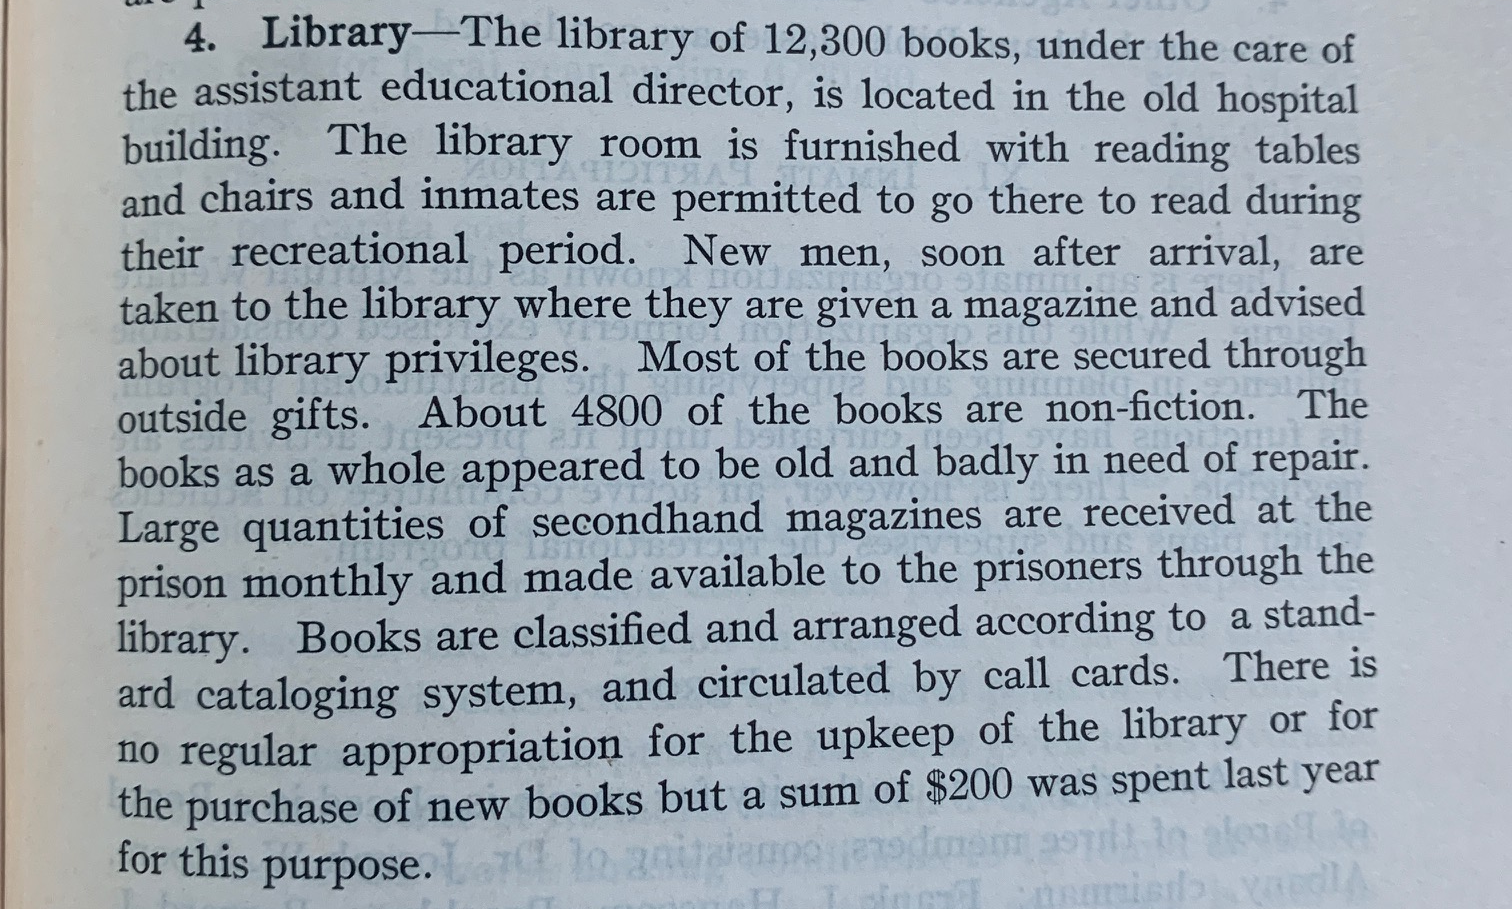 4. Library—The library of 12,300 books, under the care of
the assistant educational director, is located in the old hospital
building. The library room is furnished with reading tables
and chairs and inmates are permitted to go there to read during
their recreational period. New men, soon after arrival, are
taken to the library where they are given a magazine and advised
about library privileges. Most of the books are secured through
outside gifts. About 4800 of the books are non-fiction. The
books as a whole appeared to be old and badly in need of repair.
Large quantities of secondhand magazines are received at the
prison monthly and made available to the prisoners through the
library. Books are classified and arranged according to a stand-
ard cataloging system, and circulated by call cards. There is
no regular appropriation for the upkeep of the library or for
the purchase of new books but a sum of $200 was spent last year
for this purpose.